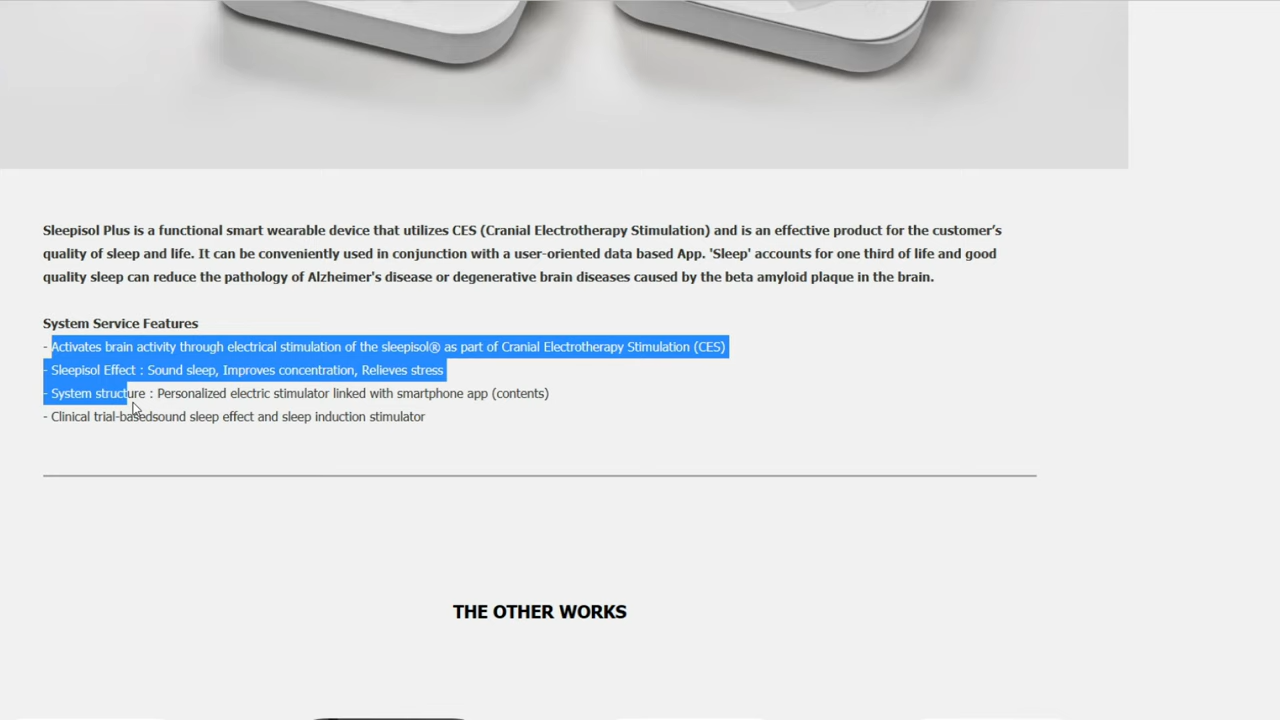 Sleepisol Plus is a functional smart wearable device that utilizes CES (Cranial Electrotherapy Stimulation) and is an effective product for the customer's
quality of sleep and life. It can be conveniently used in conjunction with a user-oriented data based App. 'Sleep' accounts for one third of life and good
quality sleep can reduce the pathology of Alzheimer's disease or degenerative brain diseases caused by the beta amyloid plaque in the brain.
System Service Features
- Activates brain activity through electrical stimulation of the sleepisol® as part of Cranial Electrotherapy Stimulation (CES)
- Sleepisol Effect : Sound sleep, Improves concentration, Relieves stress
- System structure : Personalized electric stimulator linked with smartphone app (contents)
- Clinical trial-basedsound sleep effect and sleep induction stimulator
THE OTHER WORKS